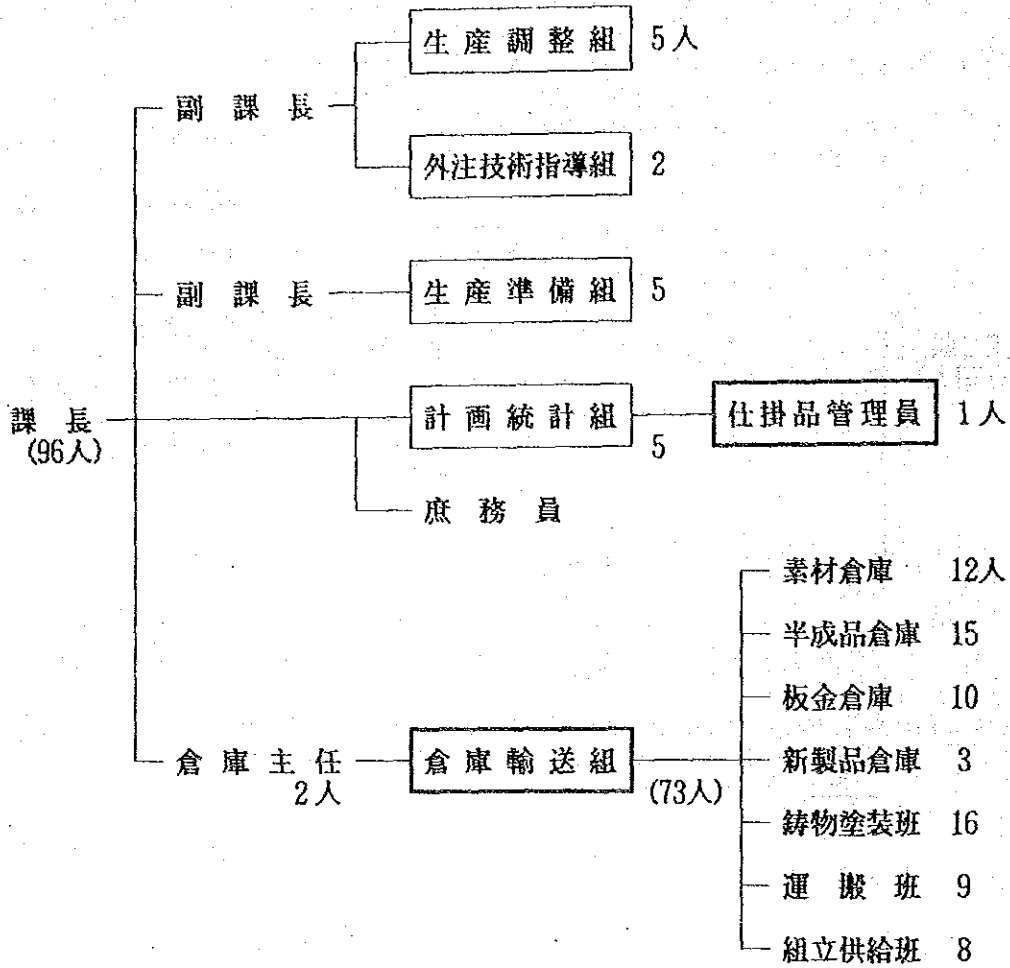 生産調整組 5人
副課長
外注技術指導組 2
副課長 生産準備組 5
課長
(96人)
計画統計組 5
仕掛品管理員 1人
庶務員
倉庫主任
2人
倉庫輸送組
(73人)
素材倉庫 12人
半成品倉庫 15
板金倉庫 10
新製品倉庫 3
鋳物塗装班 16
運搬班 9
組立供給班 8